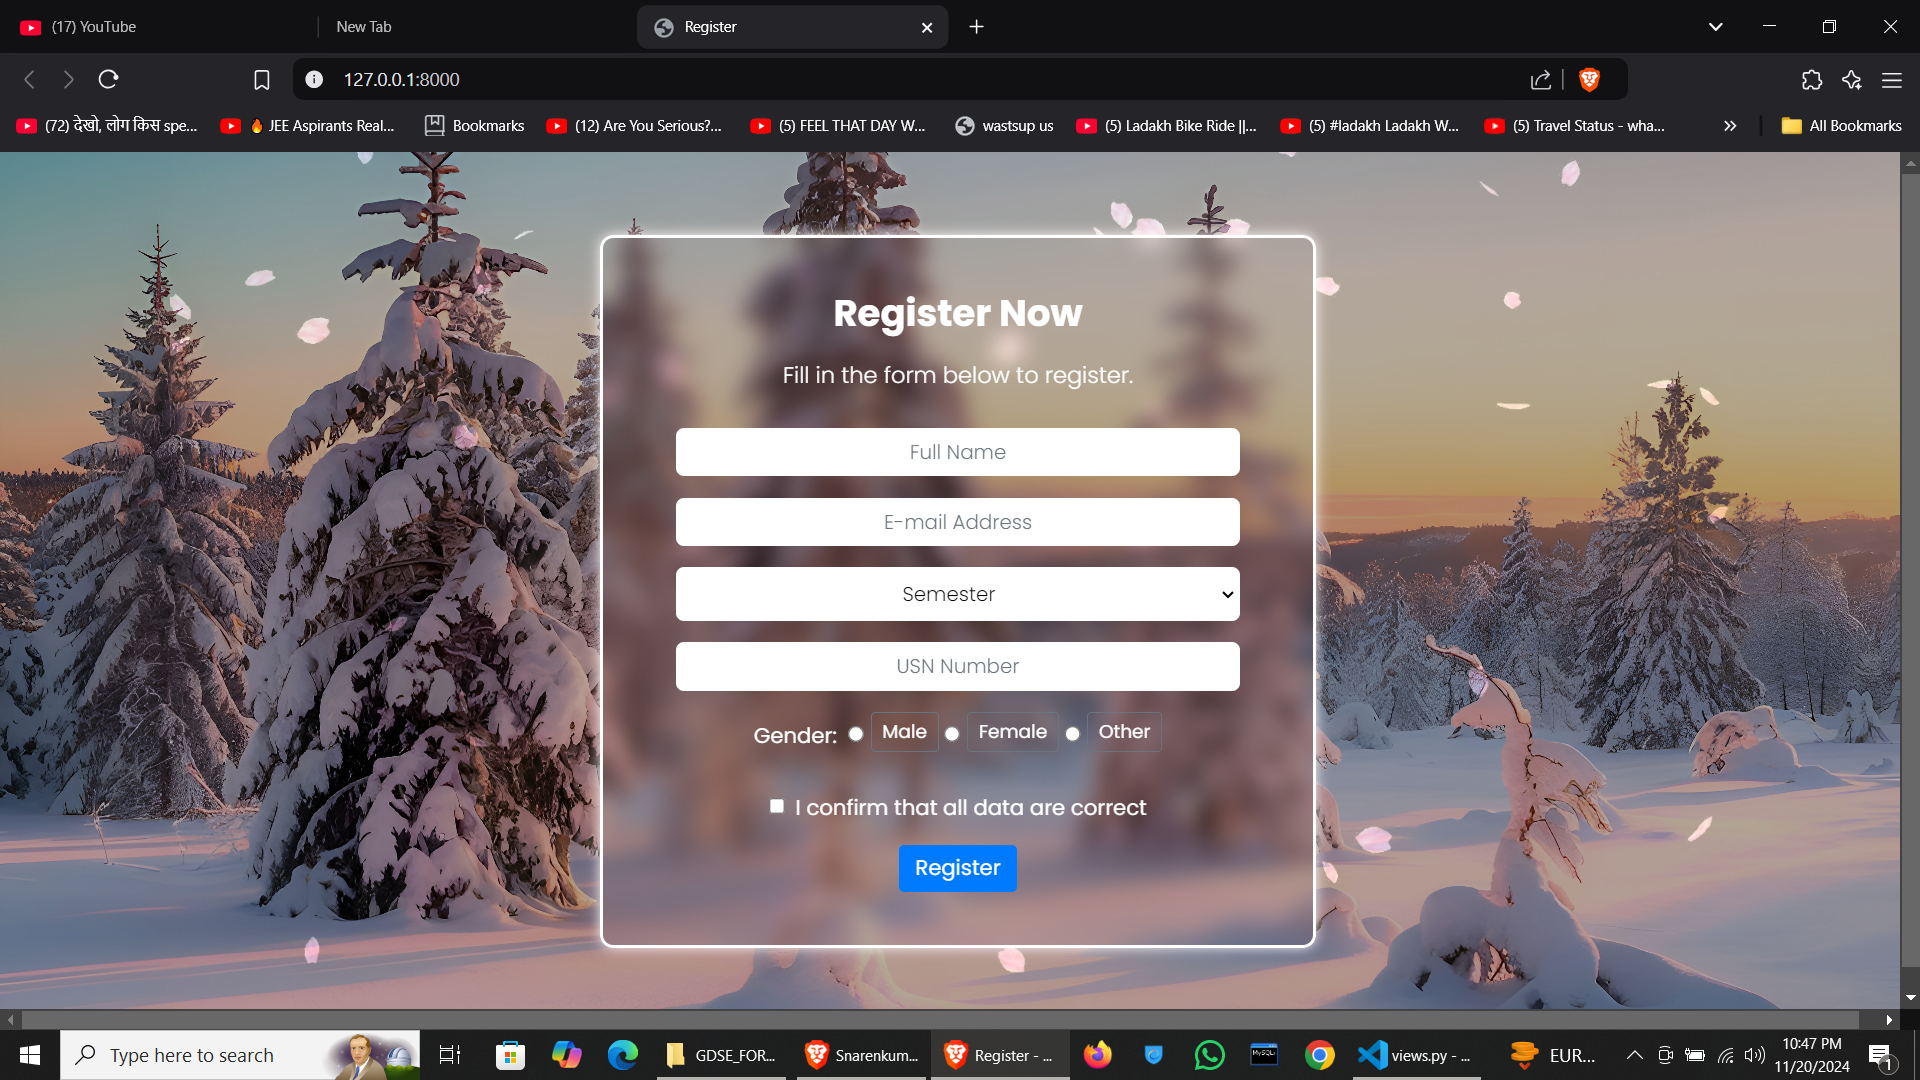 (17) YouTube
New Tab
Register
127.0.0.1:8000
(72) देखो, लोग किस spe...
🔥 JEE Aspirants Real...
Bookmarks
(12) Are You Serious?...
(5) FEEL THAT DAY W...
wastsup us
(5) Ladakh Bike Ride ||...
(5) #ladakh Ladakh W...
(5) Travel Status - wha...
All Bookmarks
Register Now
Fill in the form below to register.
Full Name
E-mail Address
Semester
USN Number
Gender: Male Female Other
I confirm that all data are correct
Register
Type here to search
GDSE_FOR...
Snarenkum...
Register - ...
MySQL
views.py - ...
EUR...
10:47 PM
11/20/2024
1